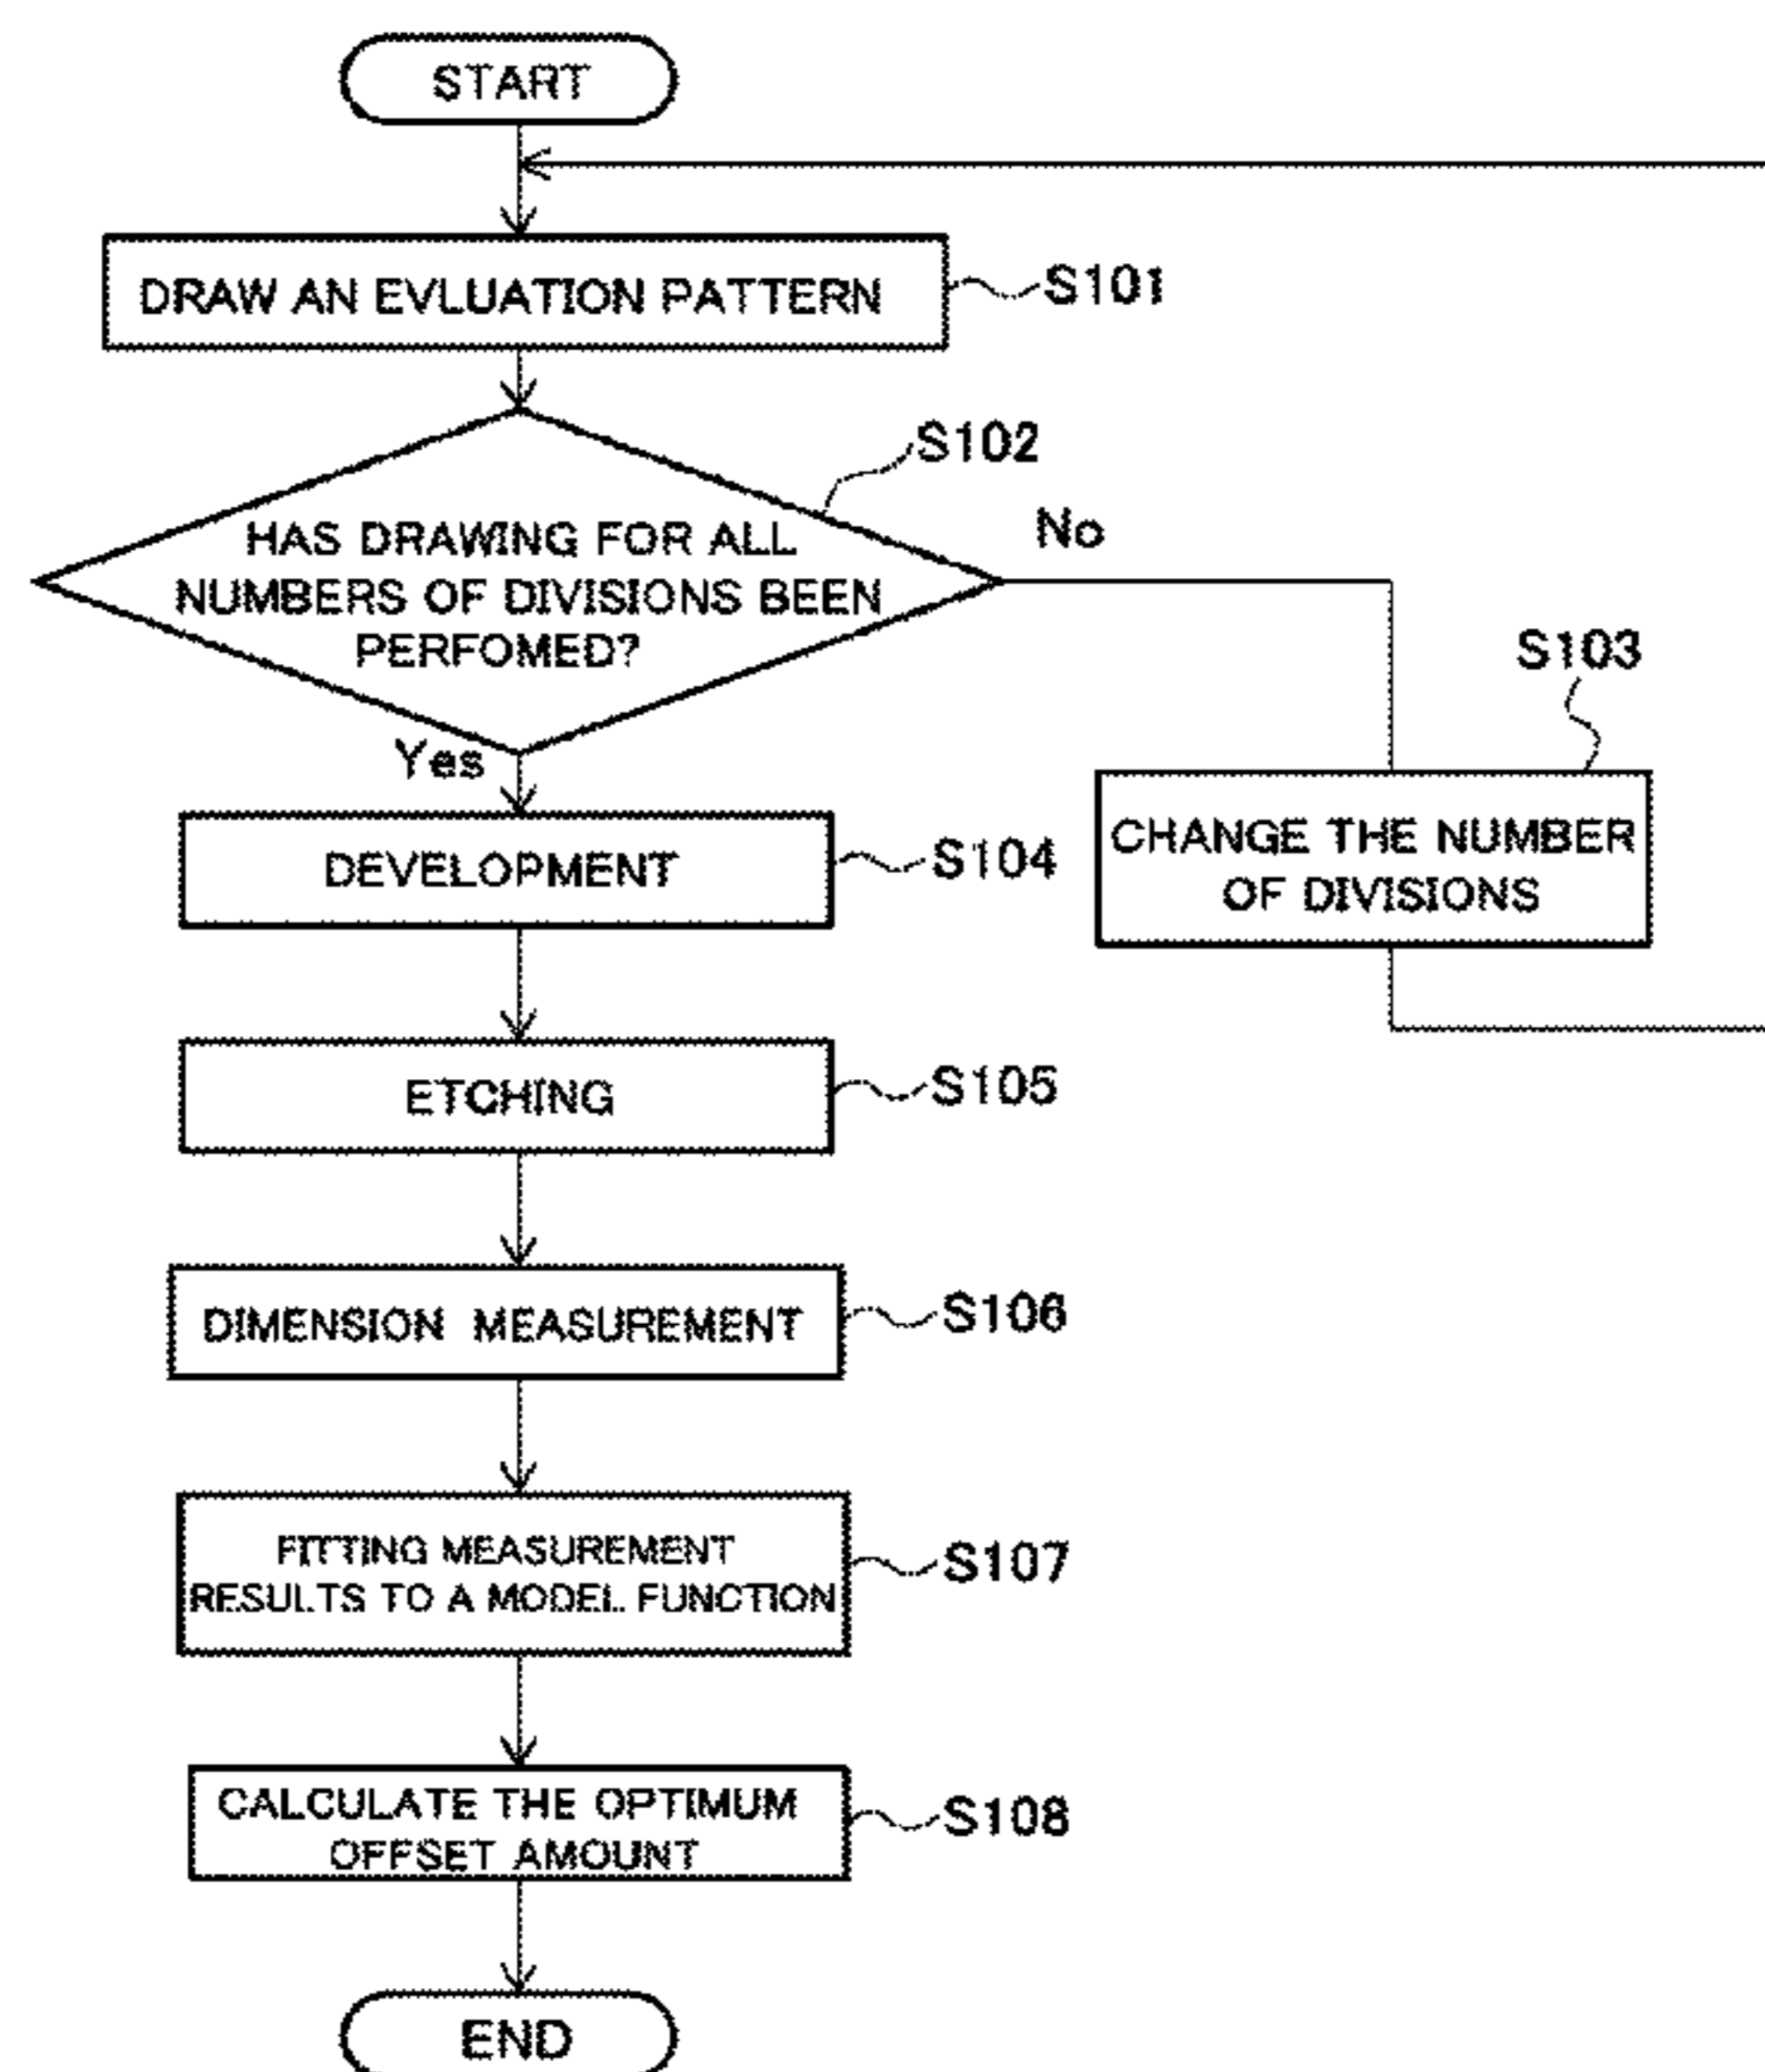 START
DRAW AN EVLUATION PATTERN
S101
S102
HAS DRAWING FOR ALL
NUMBERS OF DIVISIONS BEEN
PERFOMED?
No
Yes
S103
CHANGE THE NUMBER
OF DIVISIONS
DEVELOPMENT
S104
ETCHING
S105
DIMENSION MEASUREMENT
S106
FITTING MEASUREMENT
RESULTS TO A MODEL FUNCTION
S107
CALCULATE THE OPTIMUM
OFFSET AMOUNT
S108
END